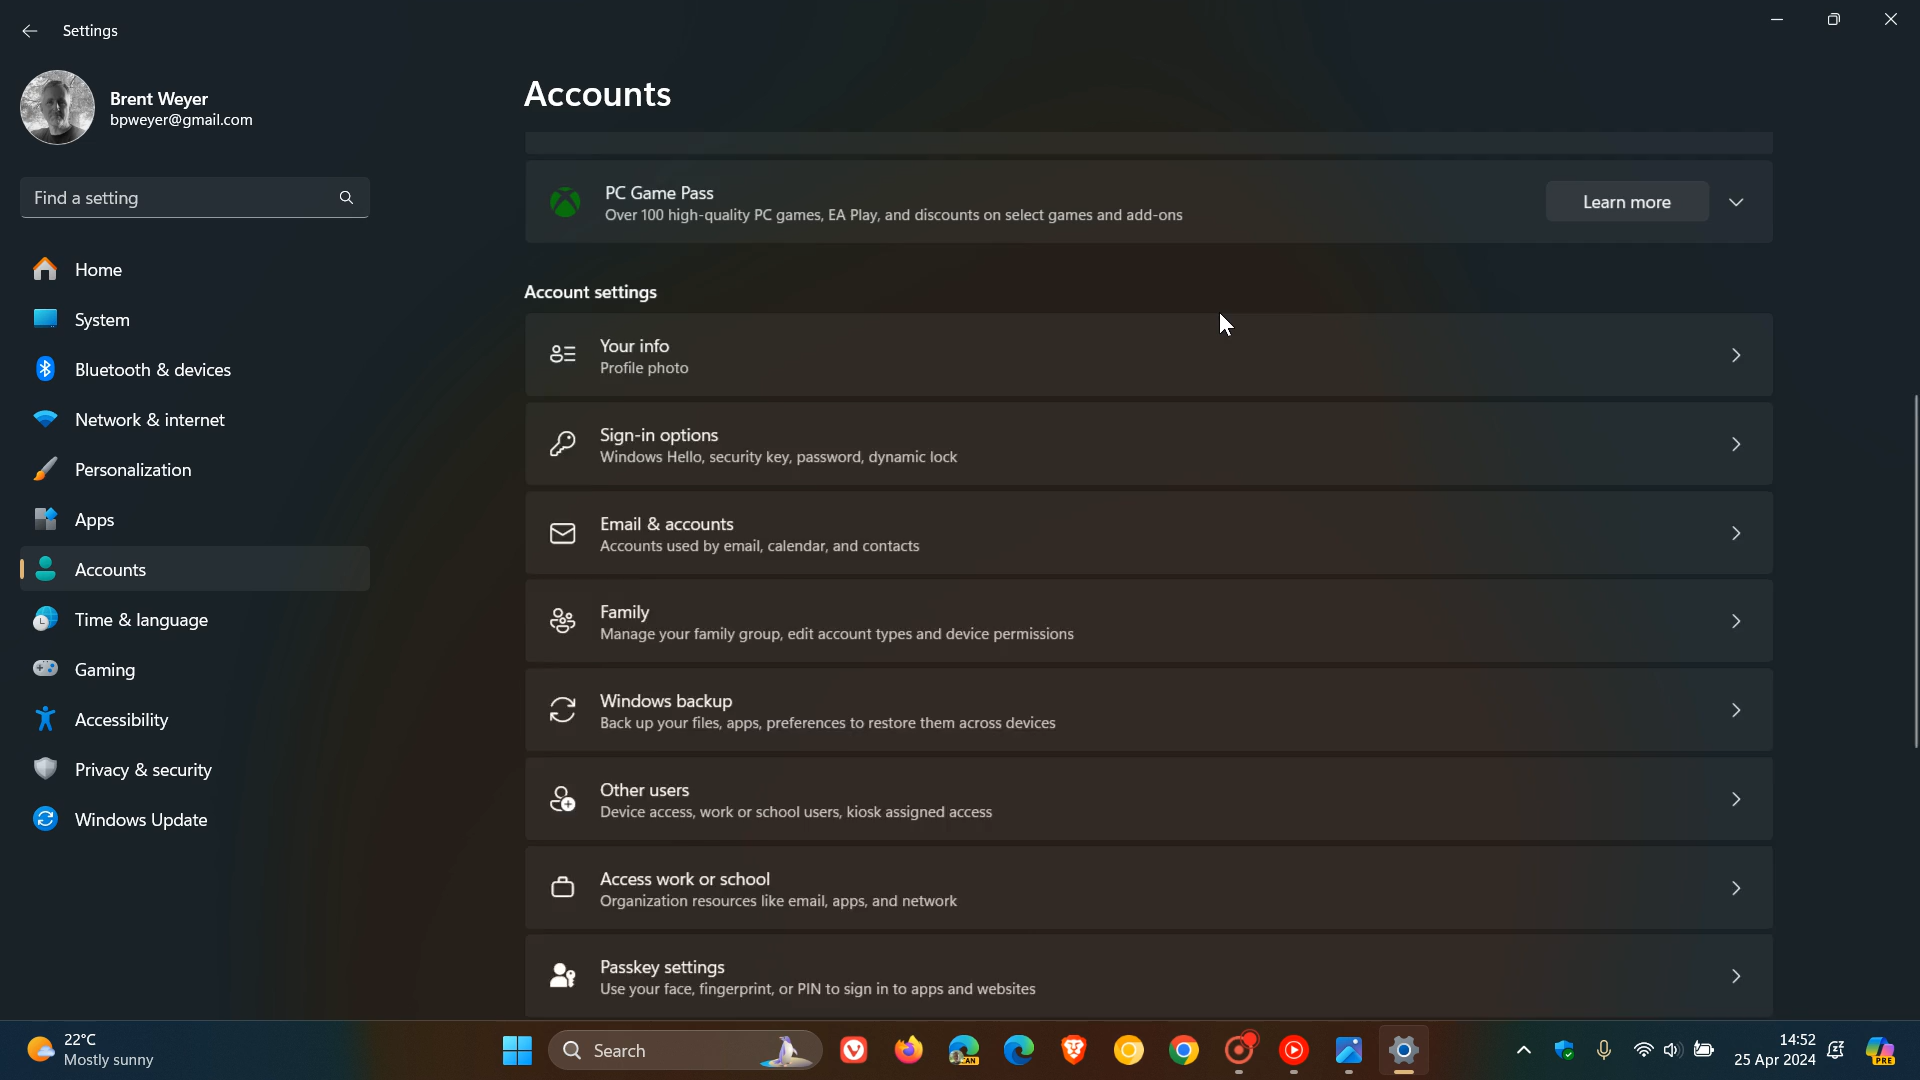 Settings
Brent Weyer
bpweyer@gmail.com
Find a setting
Home
System
Bluetooth & devices
Network & internet
Personalization
Apps
Accounts
Time & language
Gaming
Accessibility
Privacy & security
Windows Update
Accounts
PC Game Pass
Over 100 high-quality PC games, EA Play, and discounts on select games and add-ons
Learn more
Account settings
Your info
Profile photo
Sign-in options
Windows Hello, security key, password, dynamic lock
Email & accounts
Accounts used by email, calendar, and contacts
Family
Manage your family group, edit account types and device permissions
Windows backup
Back up your files, apps, preferences to restore them across devices
Other users
Device access, work or school users, kiosk assigned access
Access work or school
Organization resources like email, apps, and network
Passkey settings
Use your face, fingerprint, or PIN to sign in to apps and websites
22°C
Mostly sunny
Search
CAN
14:52
25 Apr 2024
PRE